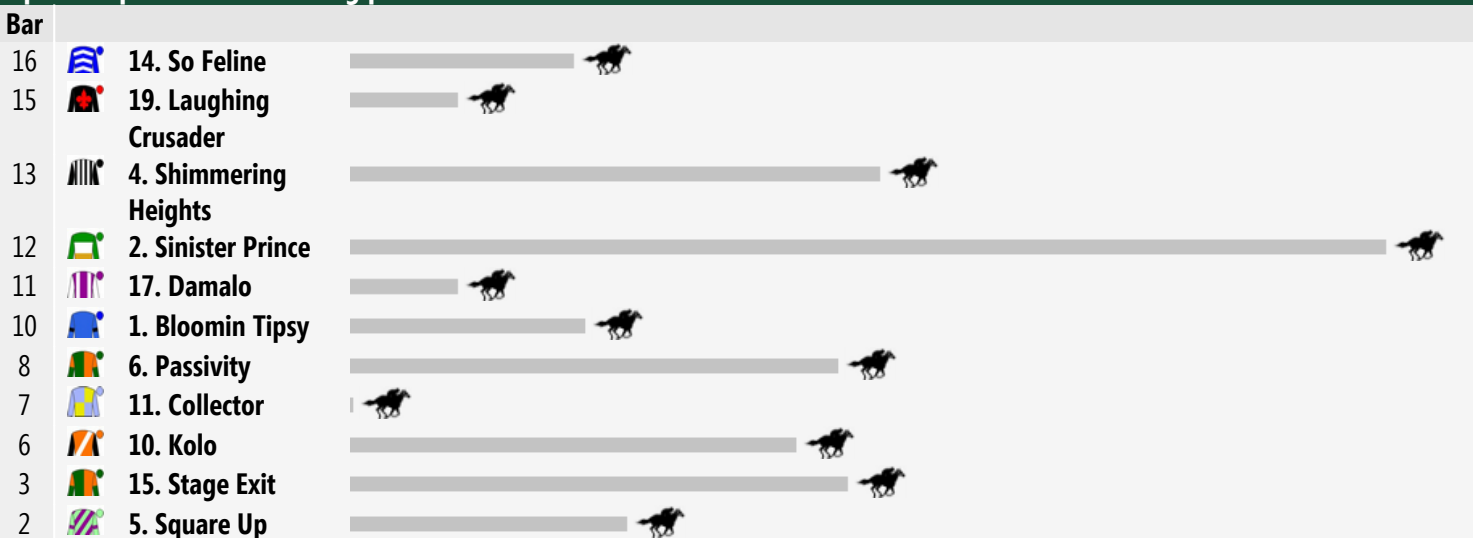 Bar
16 14. So Feline
15 19. Laughing
Crusader
13 4. Shimmering
Heights
12 2. Sinister Prince
11 17. Damalo
10 1. Bloomin Tipsy
8 6. Passivity
7 11. Collector
6 10. Kolo
3 15. Stage Exit
2 5. Square Up